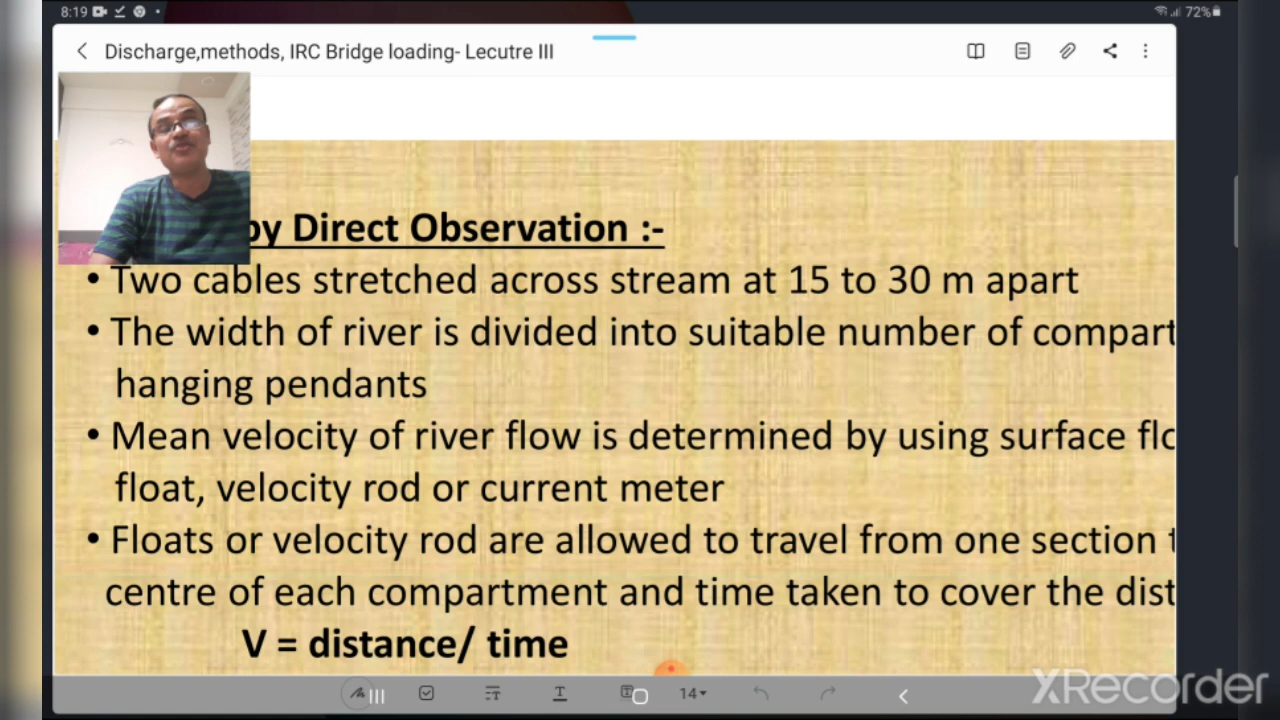 8:19
72%
Discharge,methods, IRC Bridge loading- Lecutre III
by Direct Observation :-
• Two cables stretched across stream at 15 to 30 m apart
• The width of river is divided into suitable number of compart
hanging pendants
• Mean velocity of river flow is determined by using surface flo
float, velocity rod or current meter
• Floats or velocity rod are allowed to travel from one section t
centre of each compartment and time taken to cover the dist
V = distance/ time
14
XRecorder